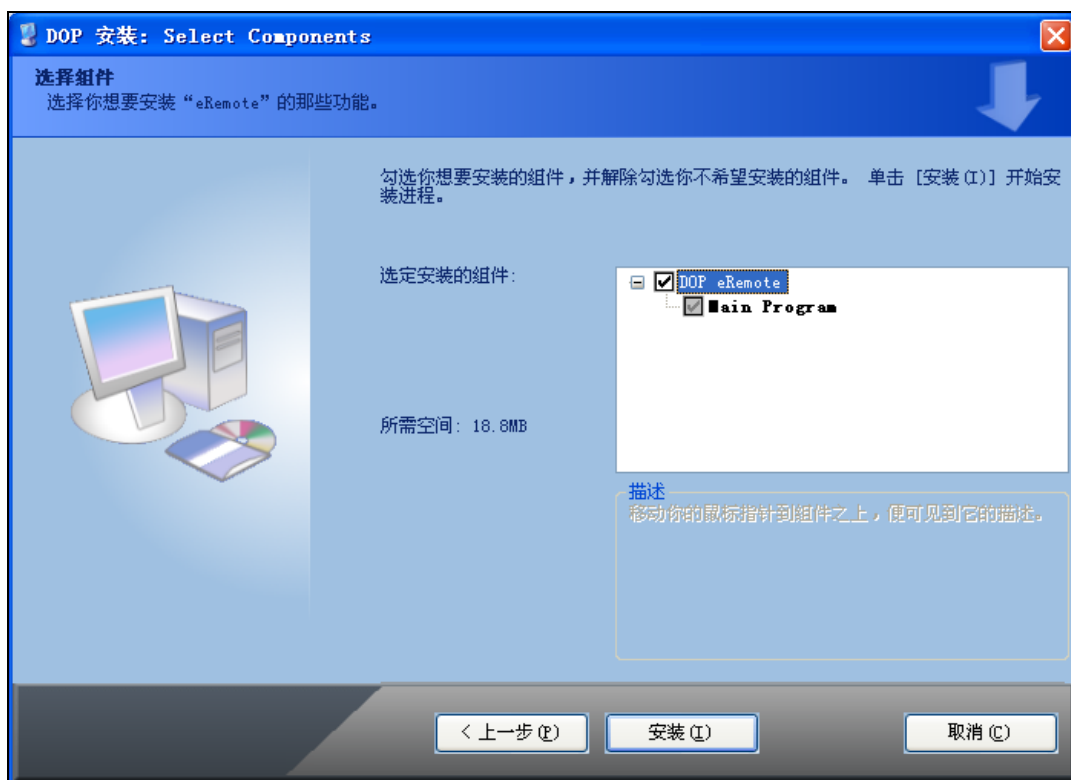 DOP 安装: Select Components
选择组件
选择你想要安装“eRemote”的那些功能。
勾选你想要安装的组件，并解除勾选你不希望安装的组件。 单击 [安装(I)] 开始安
装进程。
选定安装的组件:
DOP eRemote
Main Program
所需空间: 18.8MB
描述
移动你的鼠标指针到组件之上，便可见到它的描述。
< 上一步(P)
安装(I)
取消(C)